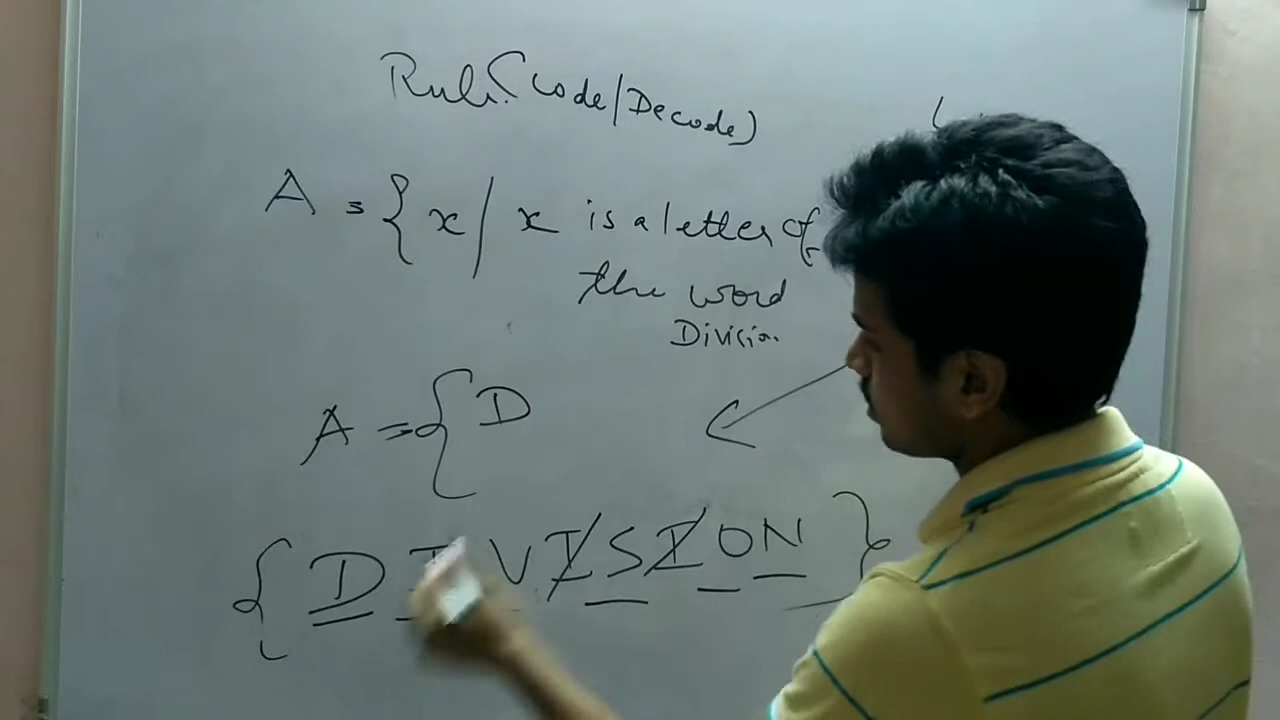 Rule (Code/Decode)
A = { x / x is a letter of
the word
Division
A = { D
{ D I V I S I O N }